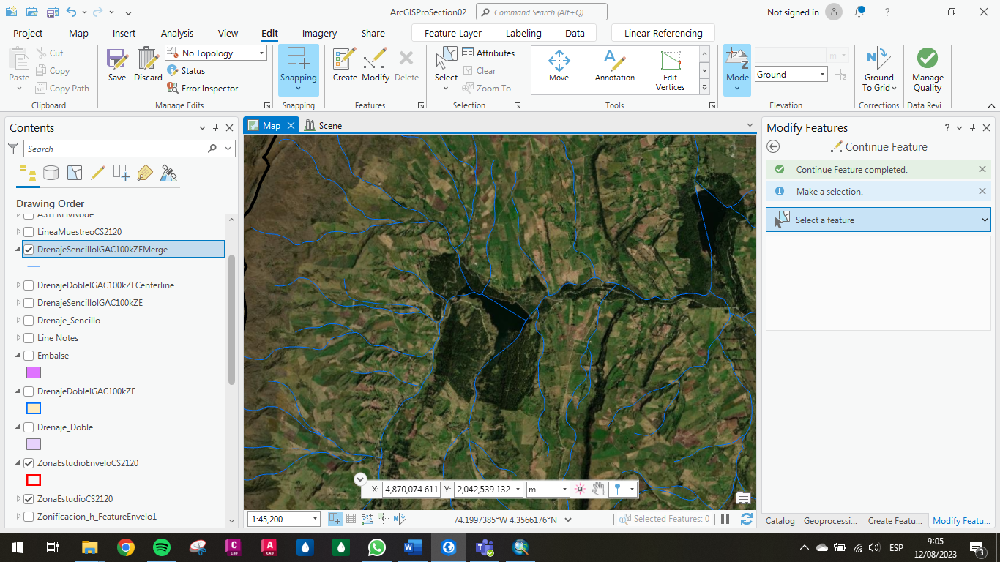 ArcGISProSection02
Command Search (Alt+Q)
Not signed in
?
Project
Map
Insert
Analysis
View
Edit
Imagery
Share
Feature Layer
Labeling
Data
Linear Referencing
Paste
Cut
Copy
Copy Path
Clipboard
Save
Discard
No Topology
Status
Error Inspector
Manage Edits
Snapping
Snapping
Create
Modify
Delete
Features
Select
Attributes
Clear
Zoom To
Selection
Move
Annotation
Edit
Vertices
Tools
Mode
m
Ground
Elevation
Ground
To Grid
Corrections
Manage
Quality
Data Revi...
Contents
Search
Drawing Order
ASTERLIVNode
LineaMuestreoCS2120
DrenajeSencilloIGAC100kZEMerge
DrenajeDobleIGAC100kZECenterline
DrenajeSencilloIGAC100kZE
Drenaje_Sencillo
Line Notes
Embalse
DrenajeDobleIGAC100kZE
Drenaje_Doble
ZonaEstudioEnveloCS2120
ZonaEstudioCS2120
Zonificacion_h_FeatureEnvelo1
Map
Scene
X:
4,870,074.611
Y:
2,042,539.132
m
1:45,200
74.1997385°W 4.3566176°N
Selected Features: 0
Modify Features
?
Continue Feature
Continue Feature completed.
Make a selection.
Select a feature
Catalog
Geoprocessi...
Create Featu...
Modify Featu...
ESP
9:05
12/08/2023
3